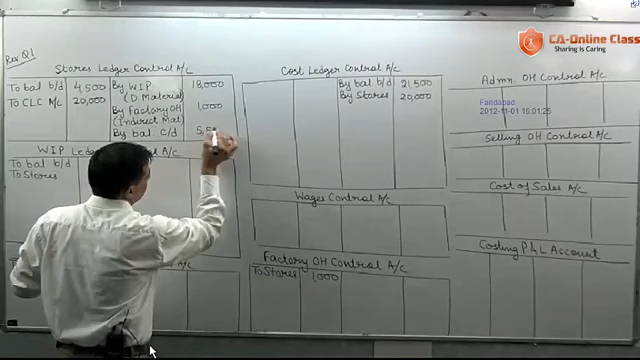 Rev Q1
Stores Ledger Control A/c
To bal b/d 4,500 By WIP 18,000
To CLC A/c 20,000 (D. Material)
By Factory OH 1,000
(Indirect Mat)
By bal c/d
WIP A/c
To bal b/d
To Stores
A/c
Cost Ledger Control A/c
By bal b/d 21,500
By Stores 20,000
Wages Control A/c
Factory OH Control A/c
To Stores 1,000
CA-Online Class
Sharing is Caring
Admn. OH Control A/c
Faridabad
2012-11-01 16:01:25
Selling OH Control A/c
Cost of Sales A/c
Costing P&L Account